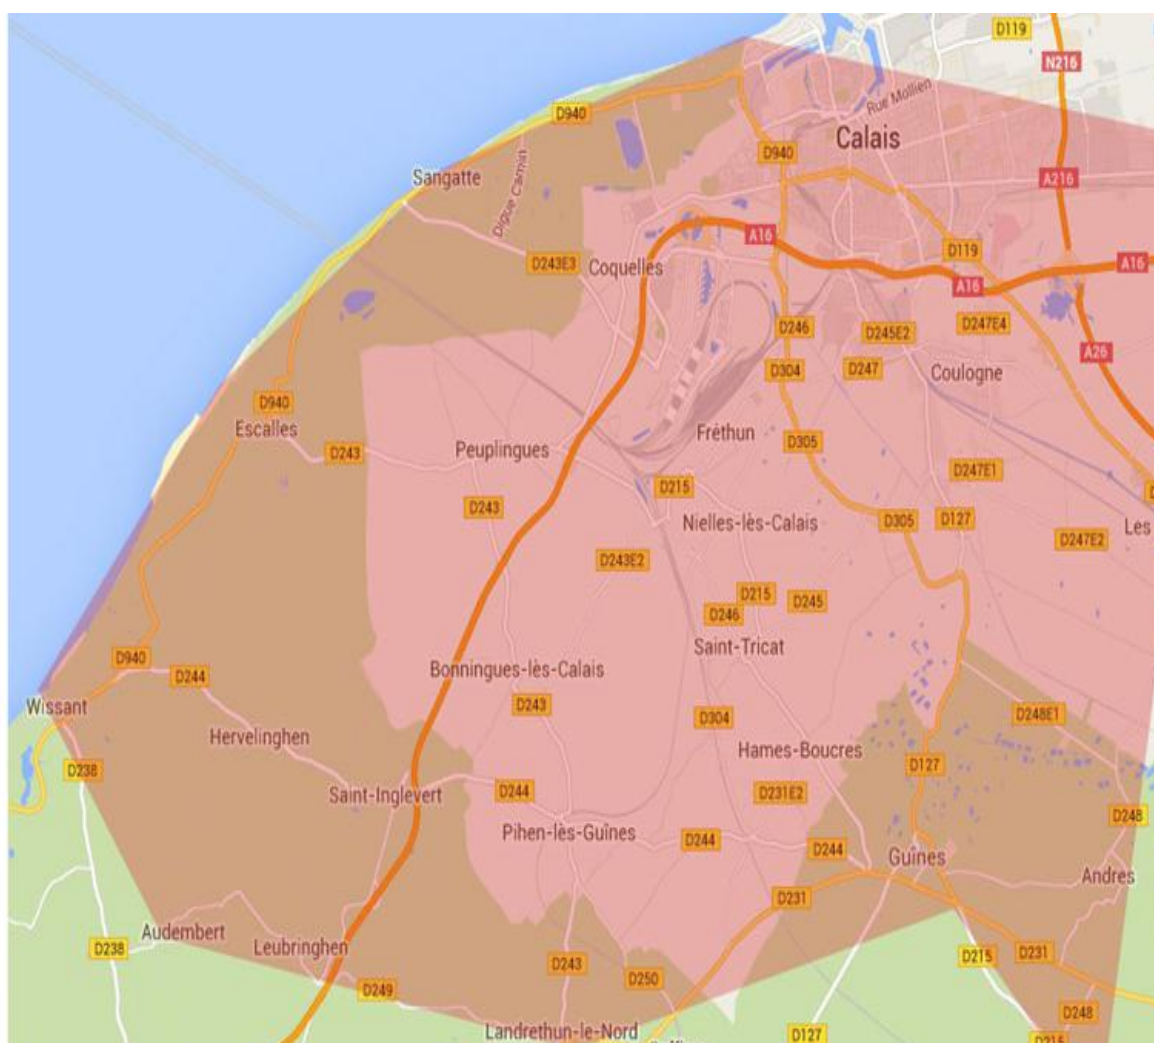 D119
N216
Rue Mollien
D940
Calais
D940
Sangatte
A216
Digue Camin
A16
D119
D243E3
Coquelles
A16
A16
D246
D245E2
D247E4
D304
D247
A26
Coulogne
D940
Escalles
Fréthun
D305
Peuplingues
D243
D247E1
D215
D243
Nielles-lès-Calais
D305
D127
Les
D247E2
D243E2
D215
D246
D245
Saint-Tricat
D940
D244
Bonningues-lès-Calais
Wissant
D243
D304
D248E1
Hervelinghen
Hames-Boucres
D238
D127
Saint-Inglevert
D244
D231E2
D248
Pihen-lès-Guînes
D244
D244
Guînes
Andres
D231
Audembert
Leubringhen
D238
D243
D250
D215
D231
D249
D248
Landrethun-le-Nord
D127
D215